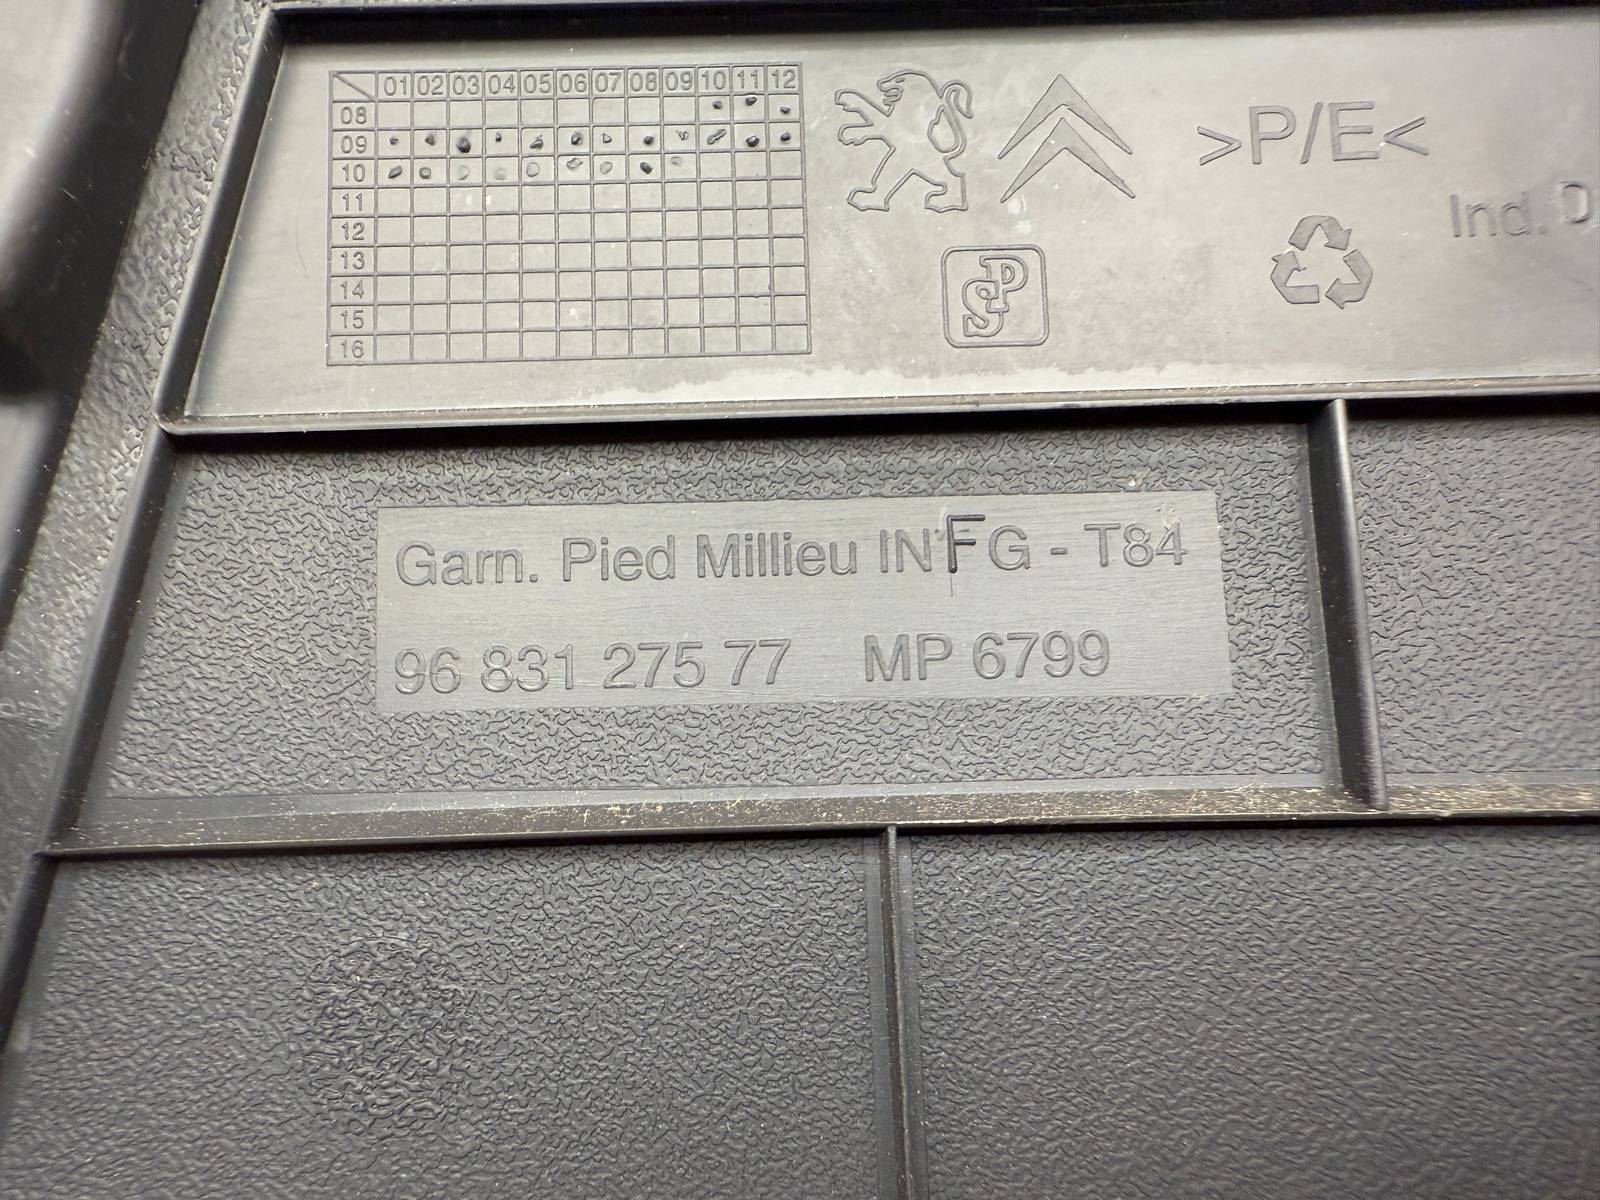 01 02 03 04 05 06 07 08 09 10 11 12
08
09
10
11
12
13
14
15
16
>P/E<
Ind. D
SdP
Garn. Pied Millieu INFG - T84
96 831 275 77 MP 6799